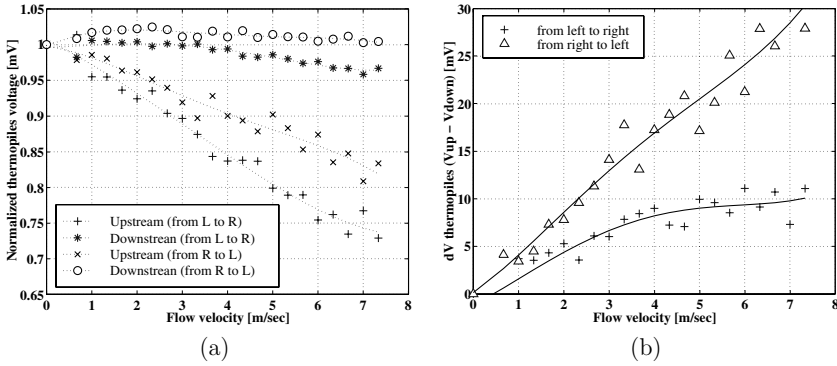 Normalized thermopiles voltage [mV]
1.05
1
0.95
0.9
0.85
0.8
0.75
0.7
0.65
Upstream (from L to R)
Downstrean (from L to R)
Upstream (from R to L)
Downstrean (from R to L)
0 1 2 3 4 5 6 7 8
Flow velocity [m/sec]
(a)
dV thermopiles (Vup − Vdown) [mV]
30
25
20
15
10
5
0
from left to right
from right to left
0 1 2 3 4 5 6 7 8
Flow velocity [m/sec]
(b)